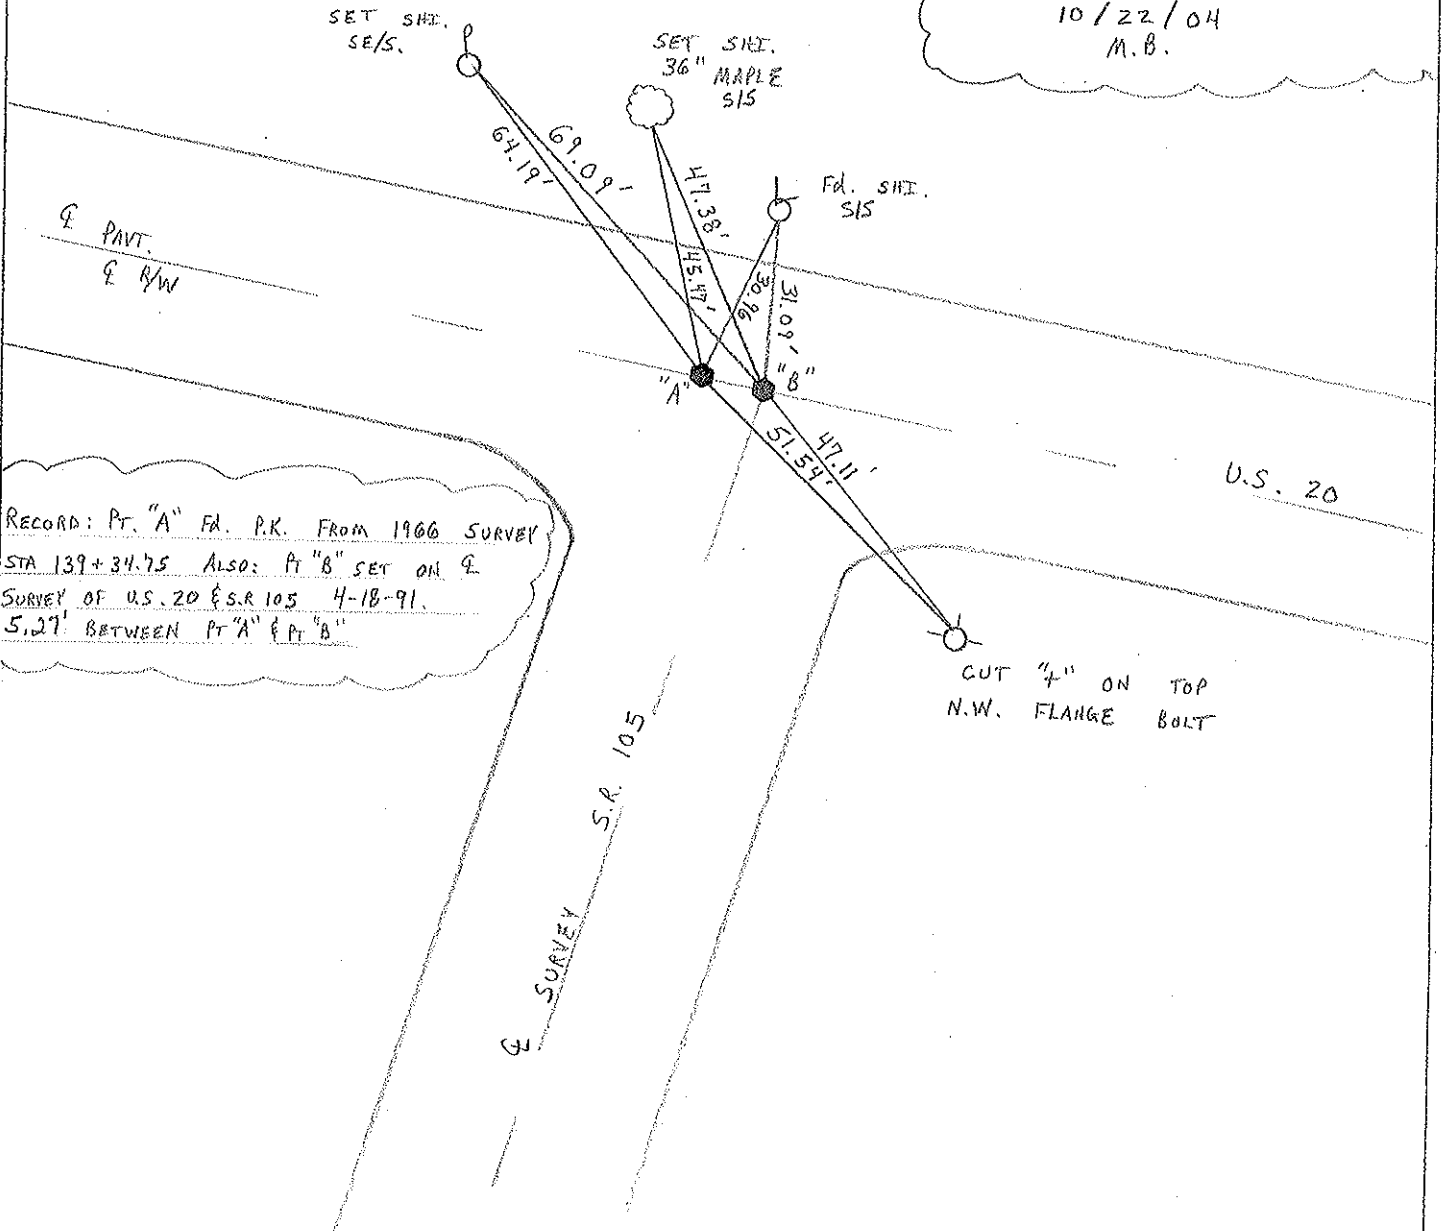 SET SHI.
SE/S.
SET SHI.
36" MAPLE
S/S
10/22/04
M.B.
64.19'
69.09'
47.38'
45.47'
Fd. SHI.
S/S
30.96
31.09'
℄ PAVT.
℄ R/W
"A"
"B"
51.54'
47.11'
U.S. 20
RECORD: PT. "A" Fd. P.K. FROM 1966 SURVEY
STA 139+34.75 ALSO: PT "B" SET ON ℄
SURVEY OF U.S. 20 & S.R 105 4-18-91.
5.27' BETWEEN PT "A" & PT "B"
CUT "+" ON TOP
N.W. FLANGE BOLT
℄ SURVEY S.R. 105